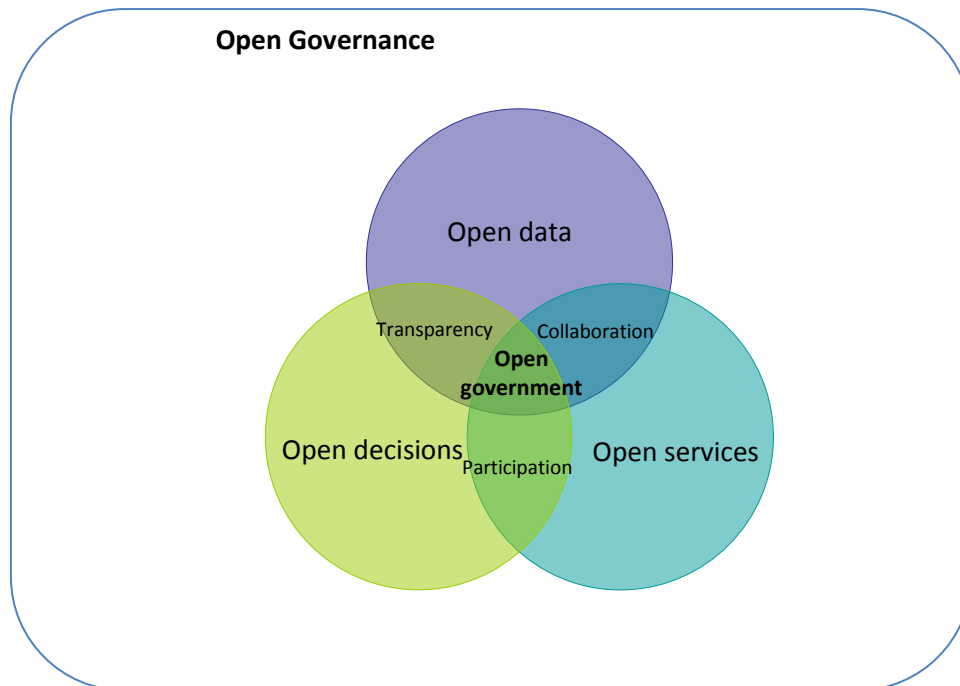 Open Governance
Open data
Transparency
Collaboration
Open
government
Open decisions
Participation
Open services